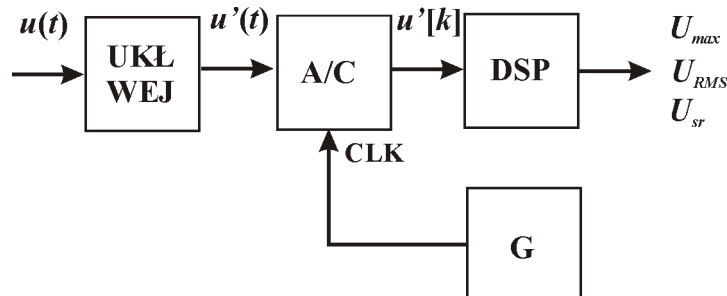 u(t)
UKŁ
WEJ
u'(t)
A/C
u'[k]
DSP
U_max
U_RMS
U_sr
CLK
G